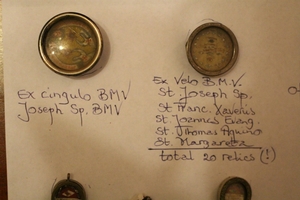 Ex cingulo BMV
Joseph Sp. BMV
Ex Velo B.M.V.
St. Joseph Sp.
St Franc. Xaverius
St. Joannes Evang.
St. Thomas Aquino
St. Margareta
total 20 relics (!)